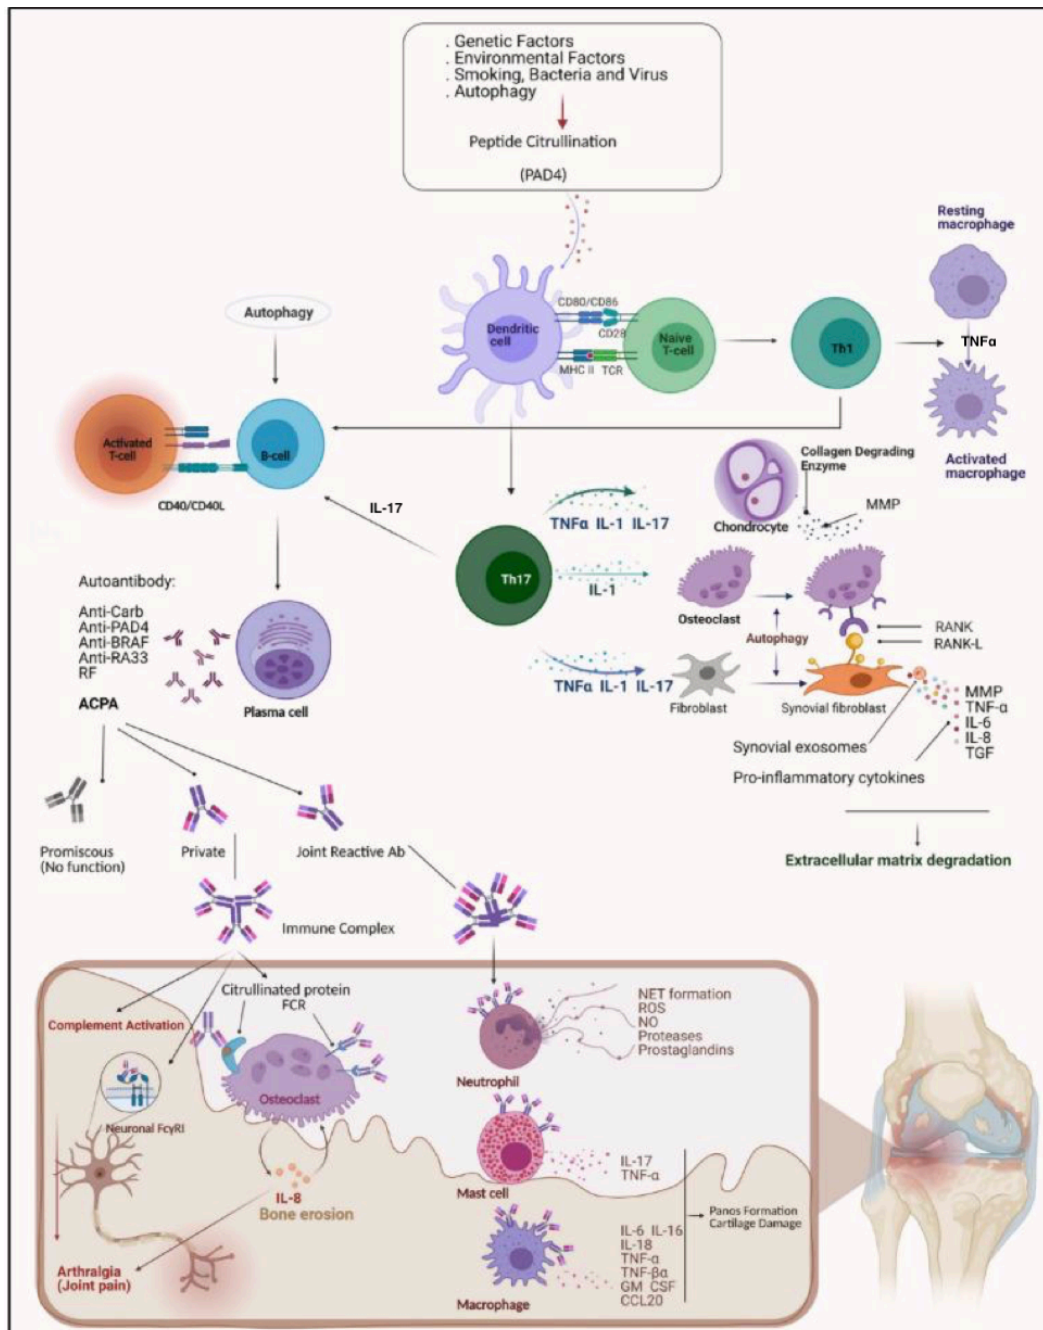 . Genetic Factors
. Environmental Factors
. Smoking, Bacteria and Virus
. Autophagy
Peptide Citrullination
(PAD4)
Resting
macrophage
TNFα
Activated
macrophage
CD80/CD86
CD28
Dendritic
cell
Naive
T-cell
MHC II
TCR
Th1
Autophagy
Activated
T-cell
B-cell
CD40/CD40L
IL-17
Th17
TNFα IL-1 IL-17
IL-1
TNFα IL-1 IL-17
Collagen Degrading
Enzyme
MMP
Chondrocyte
Osteoclast
Autophagy
RANK
RANK-L
Fibroblast
Synovial fibroblast
MMP
TNF-α
IL-6
IL-8
TGF
Synovial exosomes
Pro-inflammatory cytokines
Extracellular matrix degradation
Autoantibody:
Anti-Carb
Anti-PAD4
Anti-BRAF
Anti-RA33
RF
ACPA
Plasma cell
Promiscous
(No function)
Private
Joint Reactive Ab
Immune Complex
Complement Activation
Citrullinated protein
FCR
Neuronal FcγRI
Osteoclast
IL-8
Bone erosion
Arthralgia
(Joint pain)
NET formation
ROS
NO
Proteases
Prostaglandins
Neutrophil
IL-17
TNF-α
Mast cell
IL-6 IL-16
IL-18
TNF-α
TNF-βα
GM CSF
CCL20
Macrophage
Panos Formation
Cartilage Damage